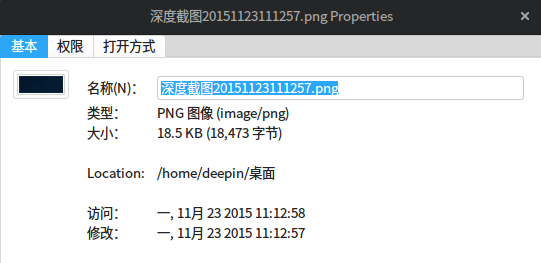 深度截图20151123111257.png Properties
基本 权限 打开方式
名称(N)： 深度截图20151123111257.png
类型： PNG 图像 (image/png)
大小： 18.5 KB (18,473 字节)
Location: /home/deepin/桌面
访问： 一, 11月 23 2015 11:12:58
修改： 一, 11月 23 2015 11:12:57